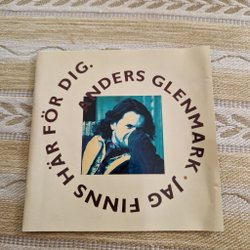 ANDERS GLENMARK · JAG FINNS HÄR FÖR DIG.